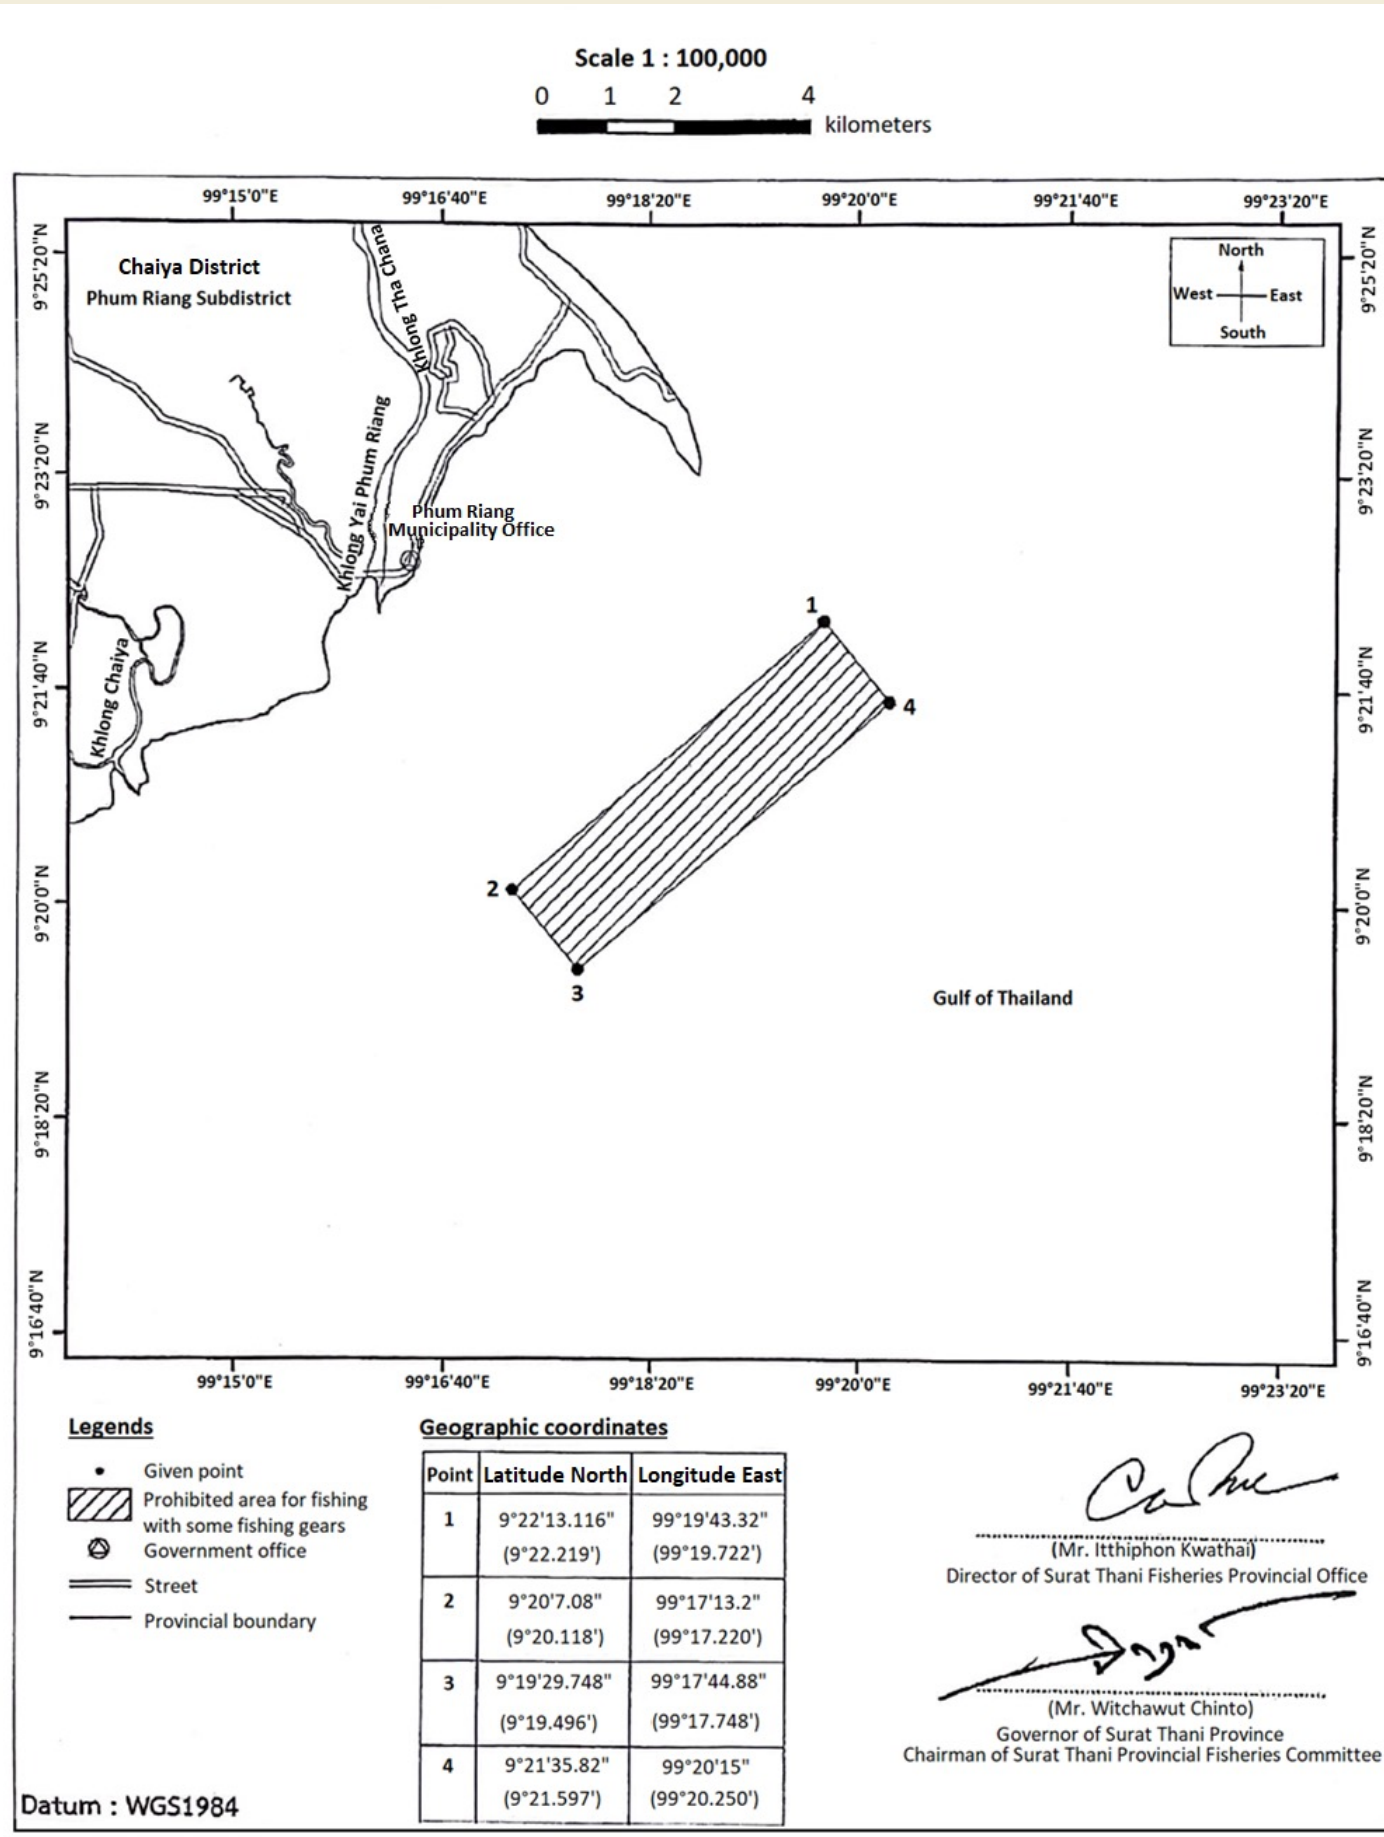 Scale 1 : 100,000
0 1 2 4
kilometers
99°15'0"E 99°16'40"E 99°18'20"E 99°20'0"E 99°21'40"E 99°23'20"E
9°25'20"N
9°23'20"N
9°21'40"N
9°20'0"N
9°18'20"N
9°16'40"N
Chaiya District
Phum Riang Subdistrict
Khlong Tha Chana
Khlong Yai Phum Riang
Phum Riang
Municipality Office
Khlong Chaiya
North
West East
South
1
4
2
3
Gulf of Thailand
9°25'20"N
9°23'20"N
9°21'40"N
9°20'0"N
9°18'20"N
9°16'40"N
99°15'0"E 99°16'40"E 99°18'20"E 99°20'0"E 99°21'40"E 99°23'20"E
Legends
Given point
Prohibited area for fishing
with some fishing gears
Government office
Street
Provincial boundary
Geographic coordinates
Point Latitude North Longitude East
1 9°22'13.116" 99°19'43.32"
(9°22.219') (99°19.722')
2 9°20'7.08" 99°17'13.2"
(9°20.118') (99°17.220')
3 9°19'29.748" 99°17'44.88"
(9°19.496') (99°17.748')
4 9°21'35.82" 99°20'15"
(9°21.597') (99°20.250')
(Mr. Itthiphon Kwathai)
Director of Surat Thani Fisheries Provincial Office
(Mr. Witchawut Chinto)
Governor of Surat Thani Province
Chairman of Surat Thani Provincial Fisheries Committee
Datum : WGS1984